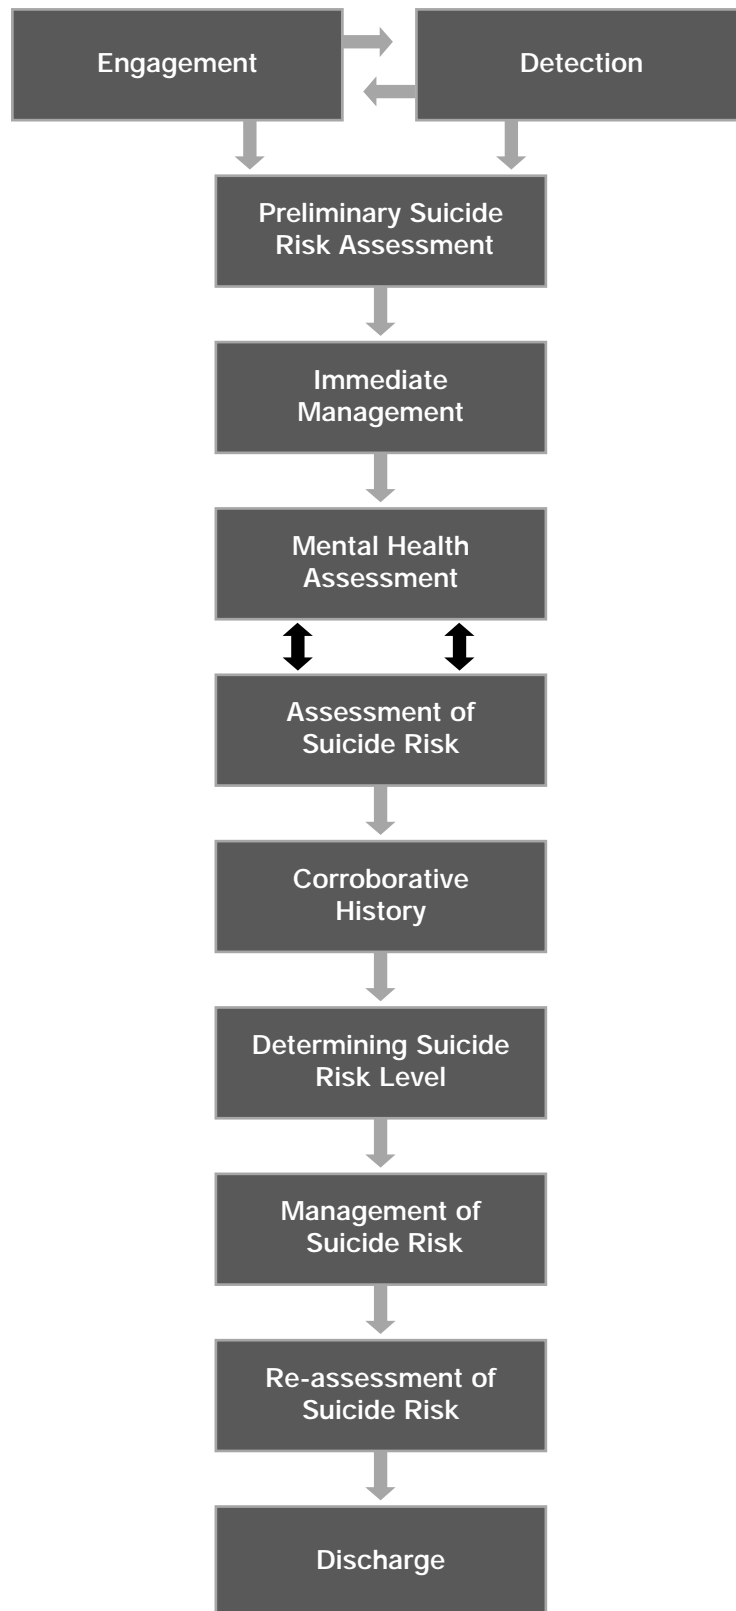 Engagement
Detection
Preliminary Suicide
Risk Assessment
Immediate
Management
Mental Health
Assessment
Assessment of
Suicide Risk
Corroborative
History
Determining Suicide
Risk Level
Management of
Suicide Risk
Re-assessment of
Suicide Risk
Discharge